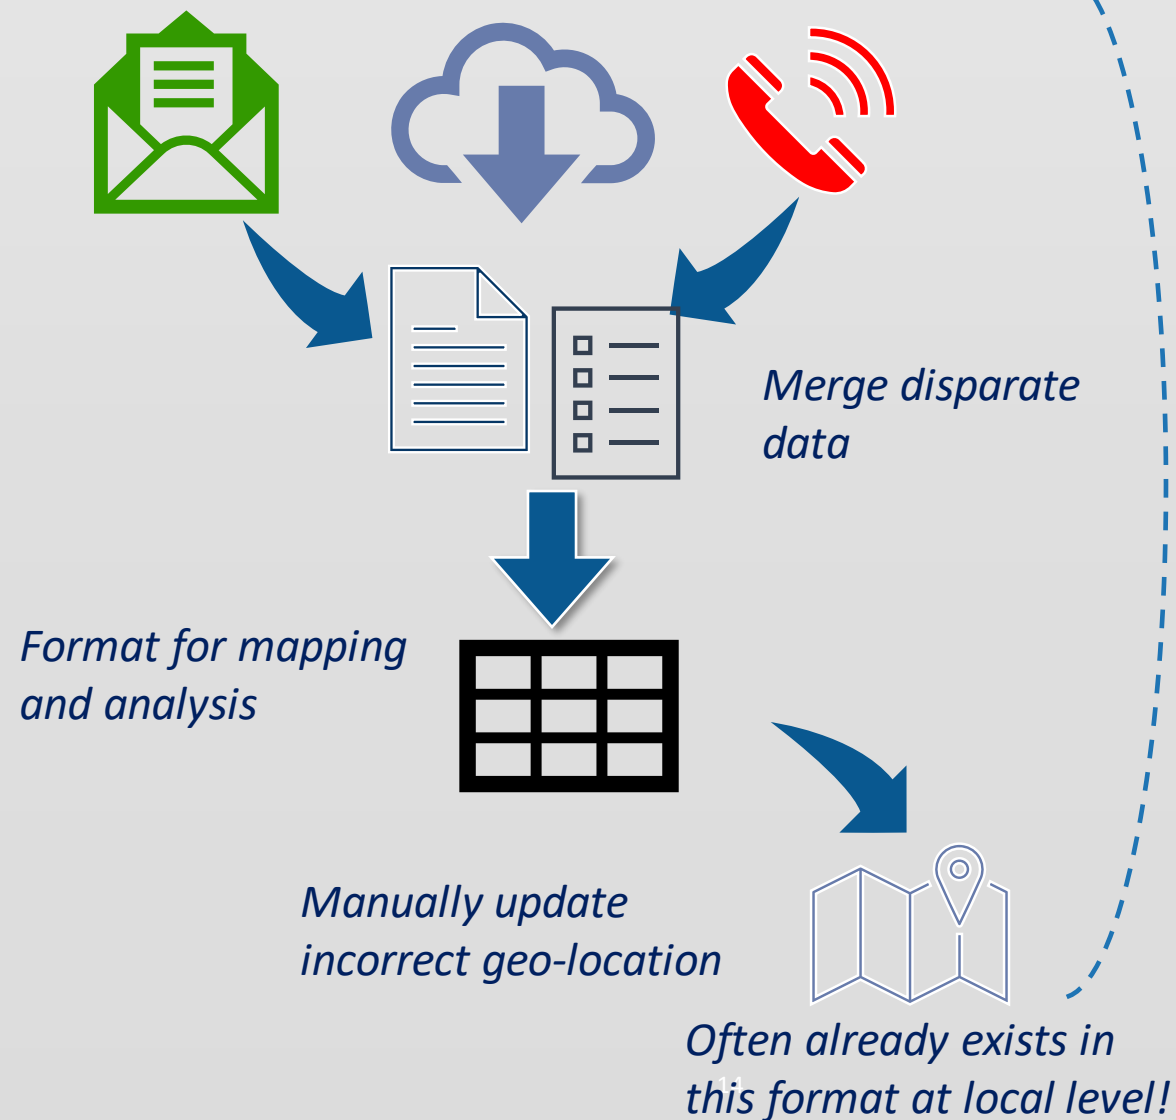 Merge disparate
data
Format for mapping
and analysis
Manually update
incorrect geo-location
Often already exists in
this format at local level!
14